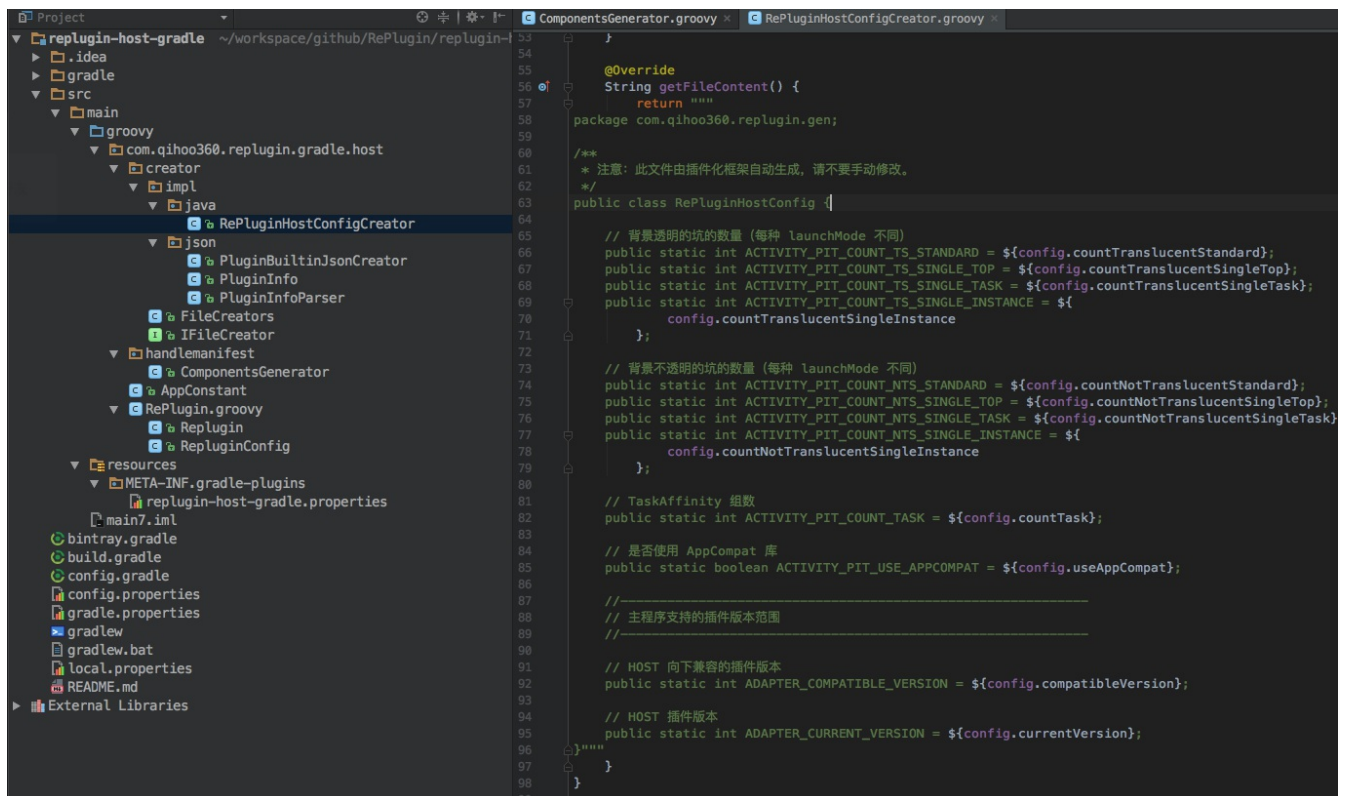 Project
replugin-host-gradle ~/workspace/github/RePlugin/replugin-h
.idea
gradle
src
main
groovy
com.qihoo360.replugin.gradle.host
creator
impl
java
RePluginHostConfigCreator
json
PluginBuiltinJsonCreator
PluginInfo
PluginInfoParser
FileCreators
IFileCreator
handlemanifest
ComponentsGenerator
AppConstant
RePlugin.groovy
Replugin
RepluginConfig
resources
META-INF.gradle-plugins
replugin-host-gradle.properties
main7.iml
bintray.gradle
build.gradle
config.gradle
config.properties
gradle.properties
gradlew
gradlew.bat
local.properties
README.md
External Libraries
ComponentsGenerator.groovy × RePluginHostConfigCreator.groovy ×
53 }
54
55 @Override
56 String getFileContent() {
57 return """
58 package com.qihoo360.replugin.gen;
59
60 /**
61 * 注意：此文件由插件化框架自动生成，请不要手动修改。
62 */
63 public class RePluginHostConfig {
64
65 // 背景透明的坑的数量（每种 launchMode 不同）
66 public static int ACTIVITY_PIT_COUNT_TS_STANDARD = ${config.countTranslucentStandard};
67 public static int ACTIVITY_PIT_COUNT_TS_SINGLE_TOP = ${config.countTranslucentSingleTop};
68 public static int ACTIVITY_PIT_COUNT_TS_SINGLE_TASK = ${config.countTranslucentSingleTask};
69 public static int ACTIVITY_PIT_COUNT_TS_SINGLE_INSTANCE = ${
70 config.countTranslucentSingleInstance
71 };
72
73 // 背景不透明的坑的数量（每种 launchMode 不同）
74 public static int ACTIVITY_PIT_COUNT_NTS_STANDARD = ${config.countNotTranslucentStandard};
75 public static int ACTIVITY_PIT_COUNT_NTS_SINGLE_TOP = ${config.countNotTranslucentSingleTop};
76 public static int ACTIVITY_PIT_COUNT_NTS_SINGLE_TASK = ${config.countNotTranslucentSingleTask}
77 public static int ACTIVITY_PIT_COUNT_NTS_SINGLE_INSTANCE = ${
78 config.countNotTranslucentSingleInstance
79 };
80
81 // TaskAffinity 组数
82 public static int ACTIVITY_PIT_COUNT_TASK = ${config.countTask};
83
84 // 是否使用 AppCompat 库
85 public static boolean ACTIVITY_PIT_USE_APPCOMPAT = ${config.useAppCompat};
86
87 //------------------------------------------------------------
88 // 主程序支持的插件版本范围
89 //------------------------------------------------------------
90
91 // HOST 向下兼容的插件版本
92 public static int ADAPTER_COMPATIBLE_VERSION = ${config.compatibleVersion};
93
94 // HOST 插件版本
95 public static int ADAPTER_CURRENT_VERSION = ${config.currentVersion};
96 }"""
97 }
98 }